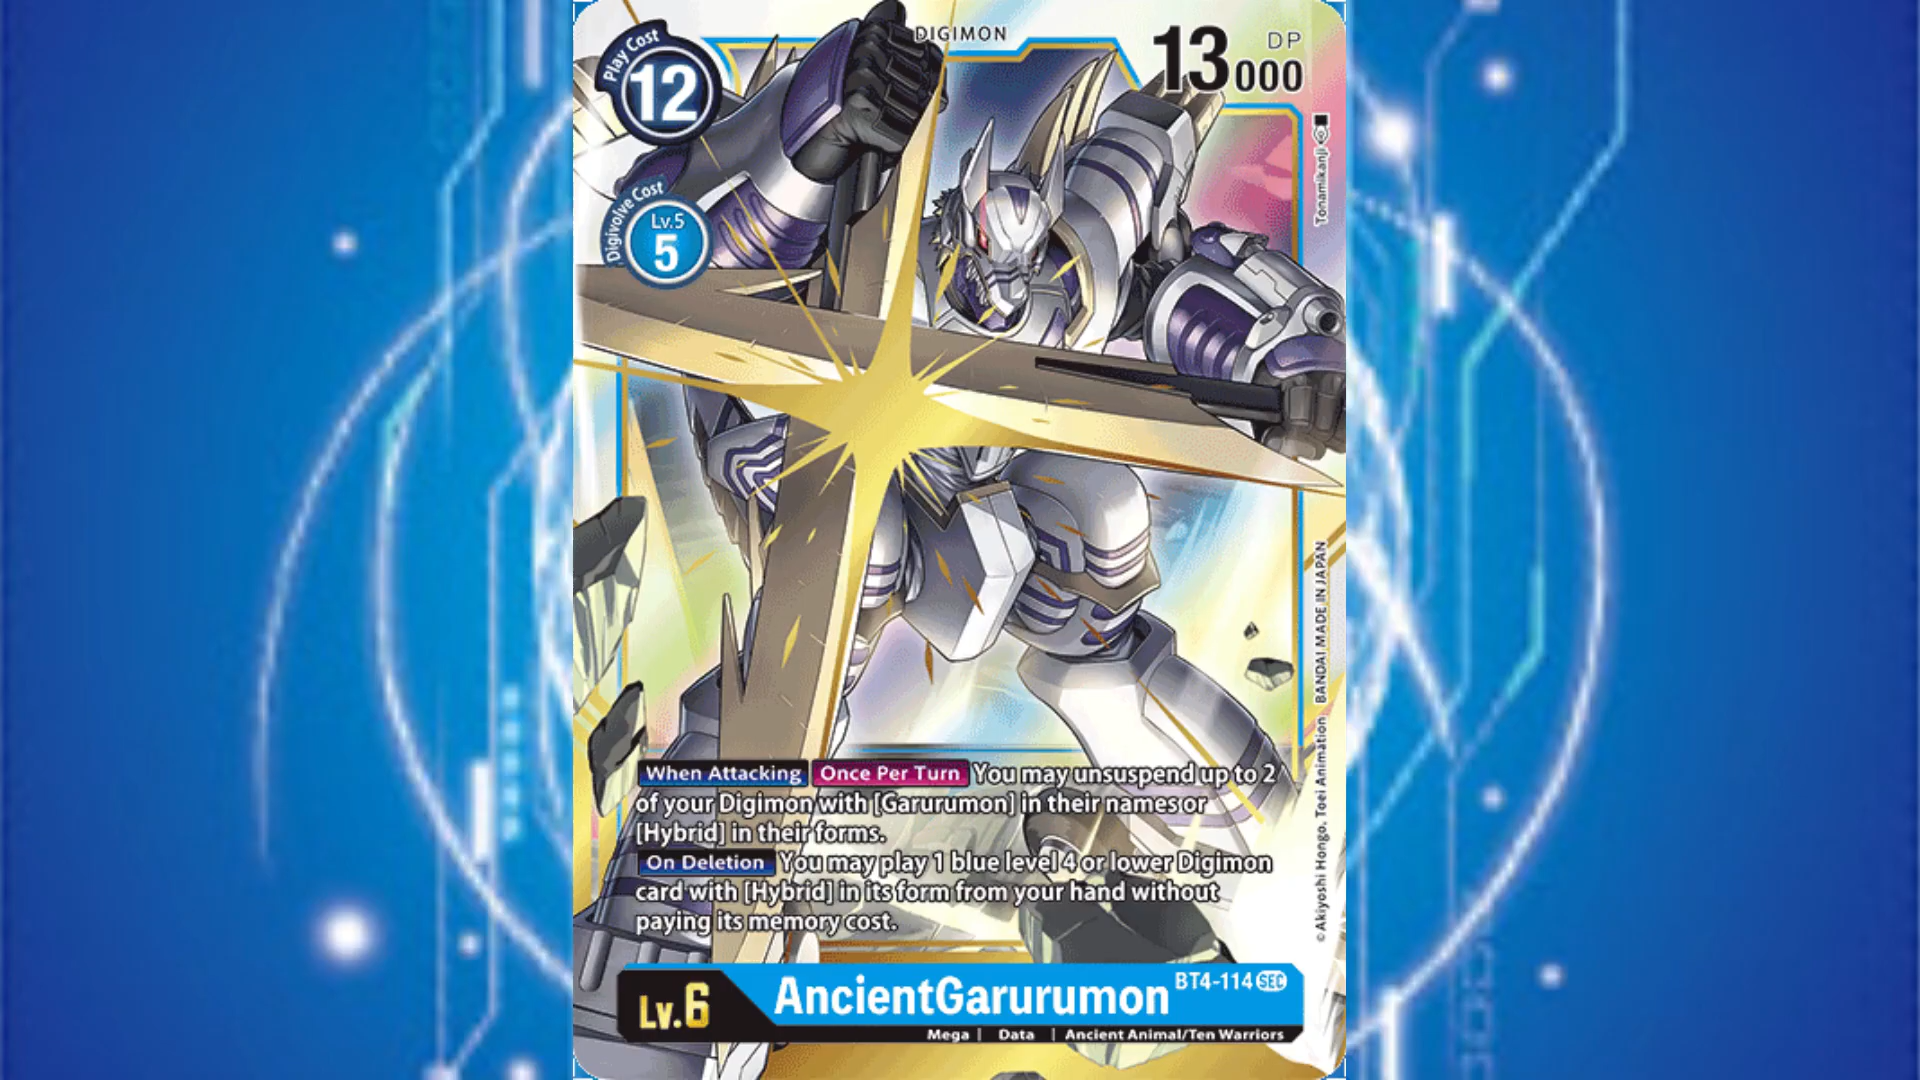 DIGIMON
Play Cost
12
13000
DP
Digivolve Cost
Lv.5
5
Tonamikanji
When Attacking Once Per Turn You may unsuspend up to 2
of your Digimon with [Garurumon] in their names or
[Hybrid] in their forms.
On Deletion You may play 1 blue level 4 or lower Digimon
card with [Hybrid] in its form from your hand without
paying its memory cost.
©Akiyoshi Hongo, Toei Animation BANDAI MADE IN JAPAN
Lv.6
AncientGarurumon
BT4-114 SEC
Mega | Data | Ancient Animal/Ten Warriors